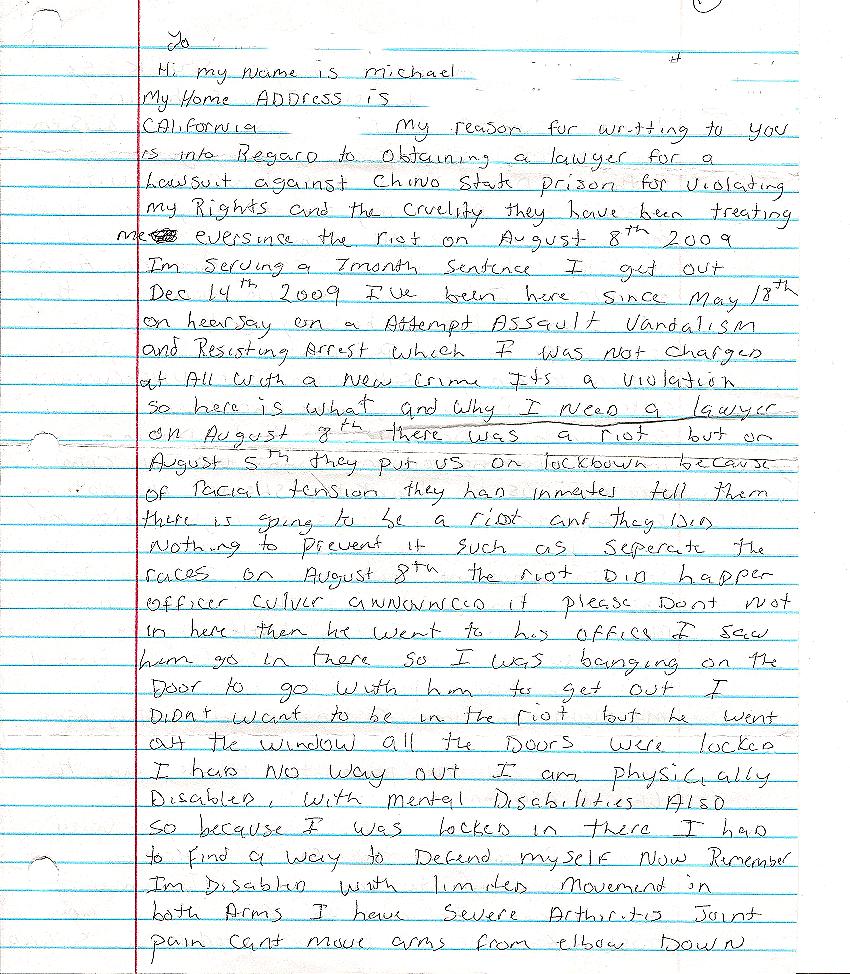 To
Hi my Name is michael
My Home ADDress is
CAliforNia My reason for writting to you
is into Regard to obtaining a lawyer for a
Lawsuit against Chino State prison for violating
my Rights and the cruelity they have been treating
me eversince the riot on August 8th 2009
Im serving a 7month sentence I get out
Dec 14th 2009 I've been here since May 18th
on hearsay on a Attempt Assault Vandalism
and Resisting Arrest which I was not charged
at All with a New crime Its a violation
so here is what and why I Need a lawyer
on August 8th there was a riot but on
August 5th they put us on lockdown because
of racial tension they had inmates tell them
there is going to be a riot and they DiD
Nothing to prevent it such as seperate the
races on August 8th the riot DiD happen
officer culver aNNouNceD it please Dont riot
in here then he went to his office I saw
him go in there so I was banging on the
Door to go with him to get out I
DiDnt want to be in the riot but he went
out the window all the Doors were locked
I had No way out I am physically
Disabled, with mental Disabilities Also
so because I was locked in there I had
to find a way to Defend myself Now Remember
Im Disabled with limited movement in
both Arms I have severe Arthiritis Joint
pain cant move arms from elbow Down